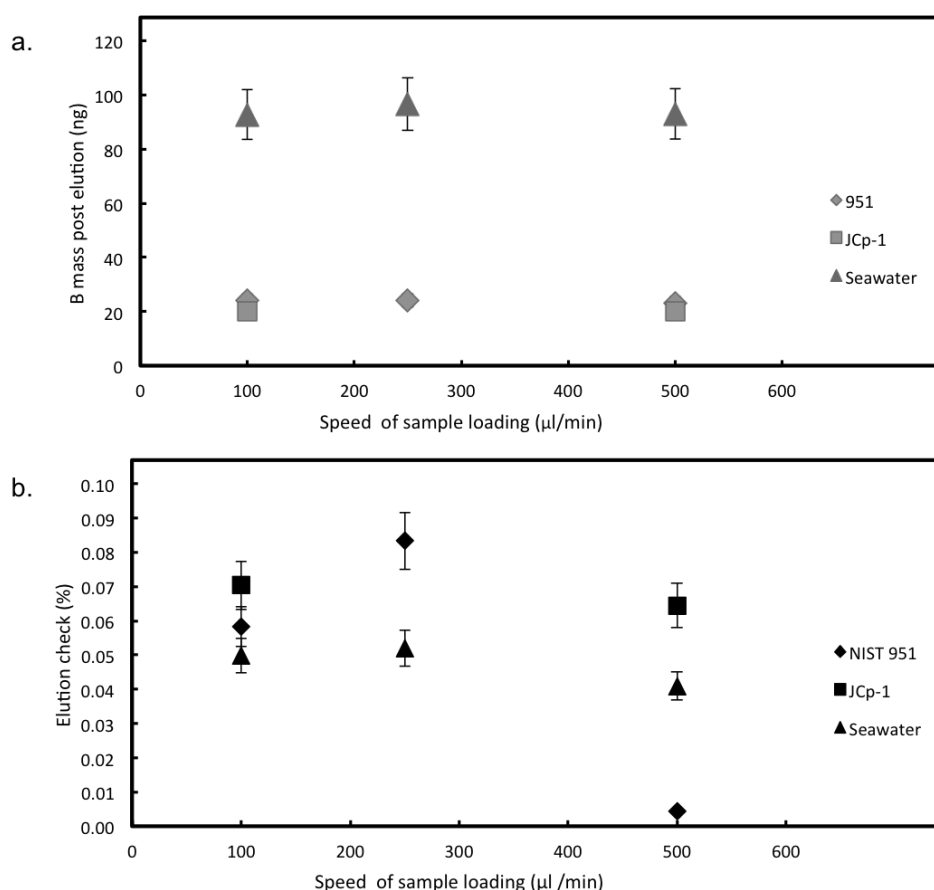 a.
120
100
80
60
40
20
0
B mass post elution (ng)
951
JCp-1
Seawater
0 100 200 300 400 500 600
Speed of sample loading (µl/min)
b.
0.10
0.09
0.08
0.07
0.06
0.05
0.04
0.03
0.02
0.01
0.00
Elution check (%)
NIST 951
JCp-1
Seawater
0 100 200 300 400 500 600
Speed of sample loading (µl /min)